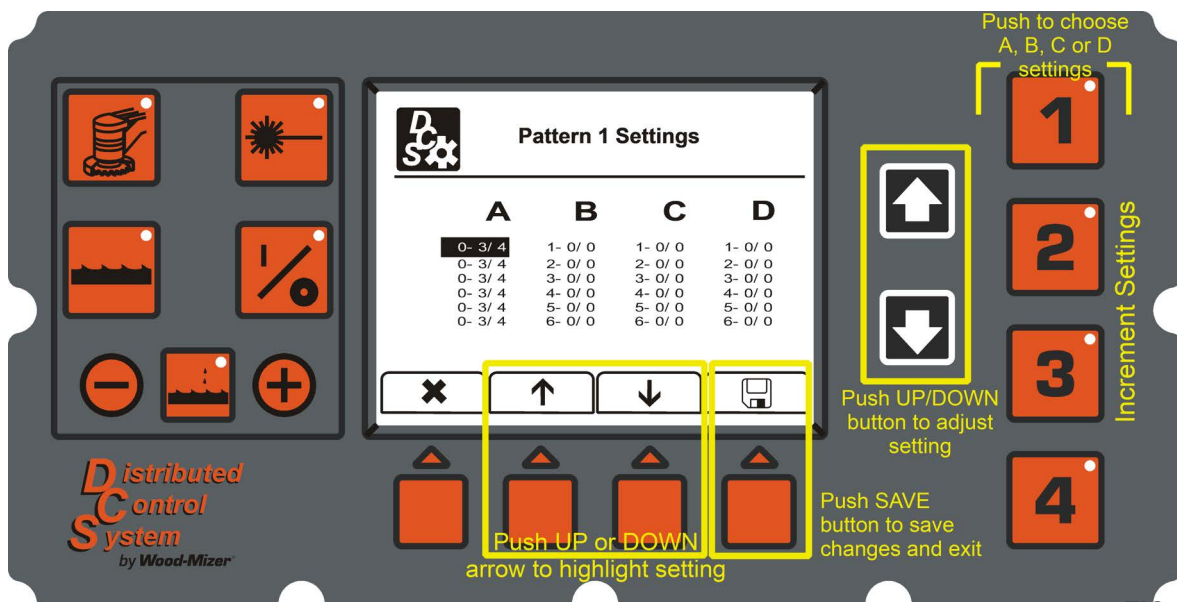 Push to choose
A, B, C or D
settings
1
DCS
Pattern 1 Settings
A B C D
0- 3/ 4 1- 0/ 0 1- 0/ 0 1- 0/ 0
0- 3/ 4 2- 0/ 0 2- 0/ 0 2- 0/ 0
0- 3/ 4 3- 0/ 0 3- 0/ 0 3- 0/ 0
0- 3/ 4 4- 0/ 0 4- 0/ 0 4- 0/ 0
0- 3/ 4 5- 0/ 0 5- 0/ 0 5- 0/ 0
0- 3/ 4 6- 0/ 0 6- 0/ 0 6- 0/ 0
2
3
4
Increment Settings
Push UP/DOWN
button to adjust
setting
Distributed
Control
System
by Wood-Mizer
Push UP or DOWN
arrow to highlight setting
Push SAVE
button to save
changes and exit